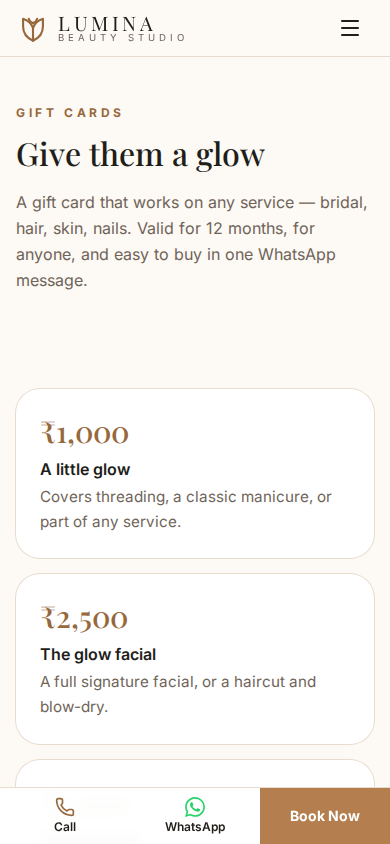 LUMINA
BEAUTY STUDIO
GIFT CARDS
Give them a glow
A gift card that works on any service — bridal,
hair, skin, nails. Valid for 12 months, for
anyone, and easy to buy in one WhatsApp
message.
₹1,000
A little glow
Covers threading, a classic manicure, or
part of any service.
₹2,500
The glow facial
A full signature facial, or a haircut and
blow-dry.
Call
WhatsApp
Book Now